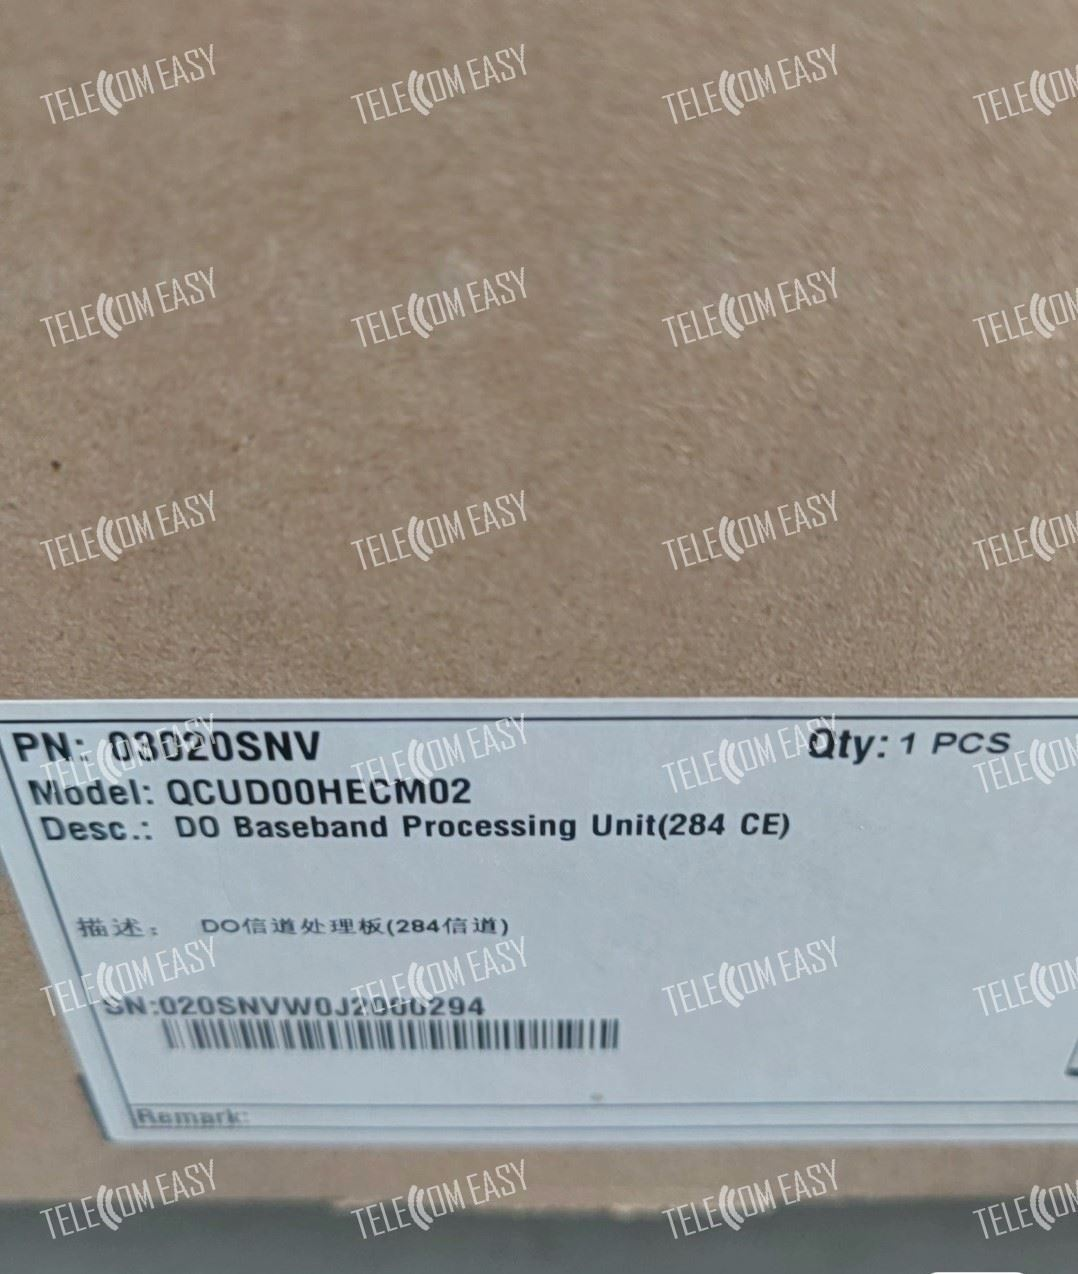 TELECOM EASY
PN: 03020SNV
Qty: 1 PCS
Model: QCUD00HECM02
Desc.: DO Baseband Processing Unit(284 CE)
描述: DO信道处理板(284信道)
SN:020SNVW0J2000294
Remark: